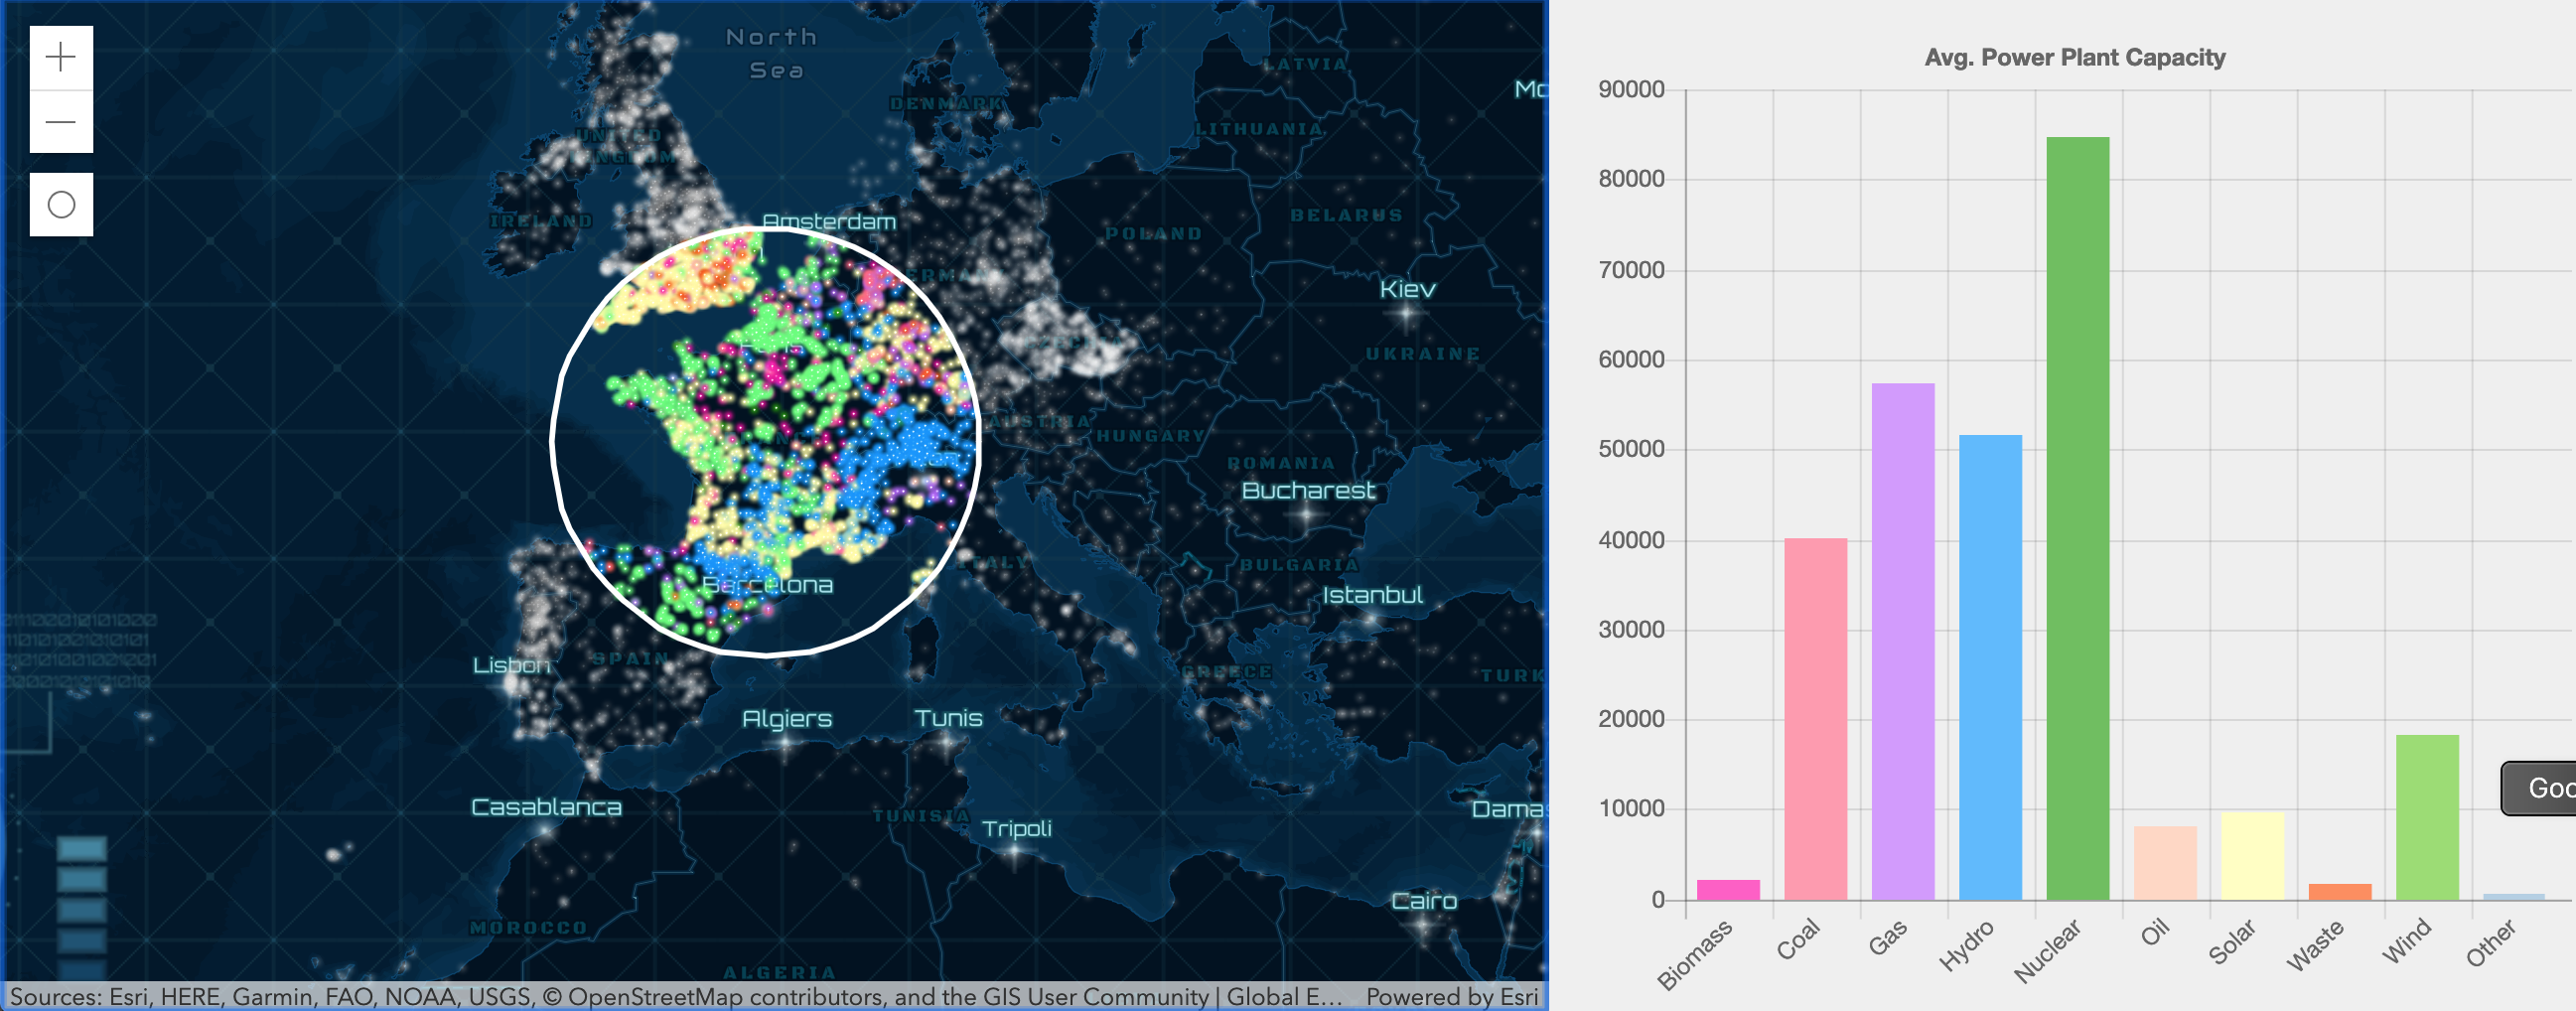 North
Sea
LATVIA
DENMARK
LITHUANIA
UNITED
KINGDOM
BELARUS
IRELAND
Amsterdam
POLAND
Kiev
UKRAINE
AUSTRIA
HUNGARY
ROMANIA
Bucharest
ITALY
BULGARIA
Barcelona
Istanbul
Lisbon
SPAIN
GREECE
TURK
Algiers
Tunis
Casablanca
TUNISIA
Tripoli
Damas
Cairo
MOROCCO
ALGERIA
Sources: Esri, HERE, Garmin, FAO, NOAA, USGS, © OpenStreetMap contributors, and the GIS User Community | Global E…
Powered by Esri
Avg. Power Plant Capacity
90000
80000
70000
60000
50000
40000
30000
20000
10000
0
Goo
Biomass
Coal
Gas
Hydro
Nuclear
Oil
Solar
Waste
Wind
Other